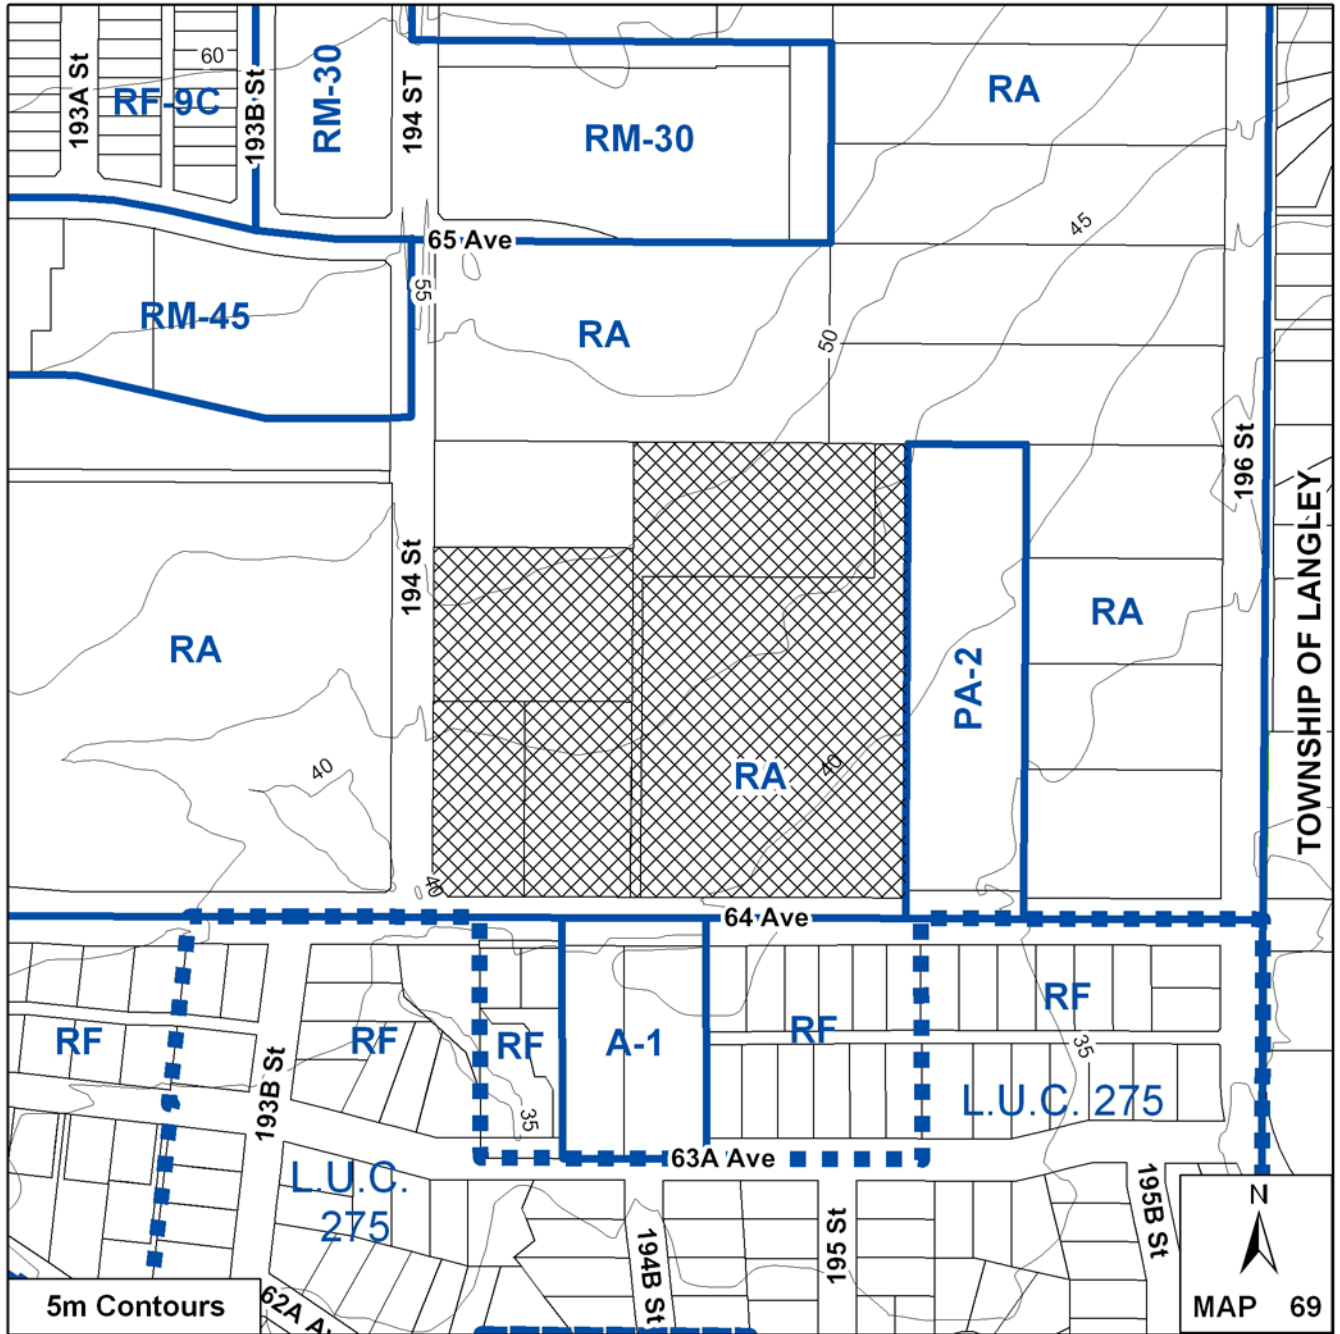 60
193A St
RF-9C
193B St
RM-30
194 ST
RM-30
RA
45
65 Ave
55
RM-45
RA
50
196 St
TOWNSHIP OF LANGLEY
194 St
RA
RA
PA-2
40
RA
40
40
64 Ave
RF
RF
RF
A-1
RF
RF
35
193B St
35
L.U.C. 275
63A Ave
L.U.C.
275
194B St
195 St
195B St
N
5m Contours
62A Av
MAP 69